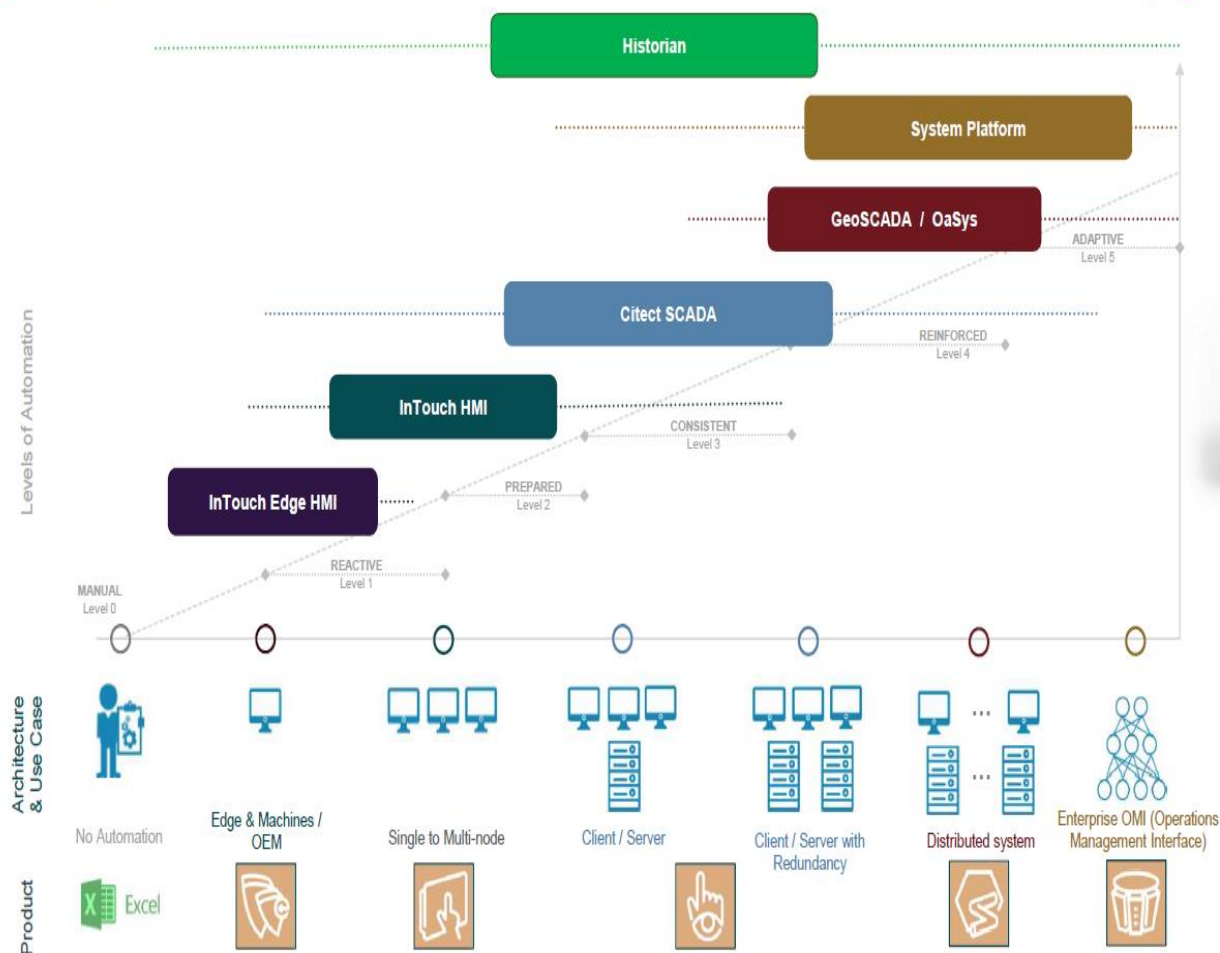 Historian
System Platform
GeoSCADA / OaSys
ADAPTIVE
Level 5
Citect SCADA
REINFORCED
Level 4
InTouch HMI
CONSISTENT
Level 3
InTouch Edge HMI
PREPARED
Level 2
REACTIVE
Level 1
MANUAL
Level 0
Levels of Automation
Architecture
& Use Case
No Automation
Edge & Machines /
OEM
Single to Multi-node
Client / Server
Client / Server with
Redundancy
Distributed system
Enterprise OMI (Operations
Management Interface)
Product
X Excel